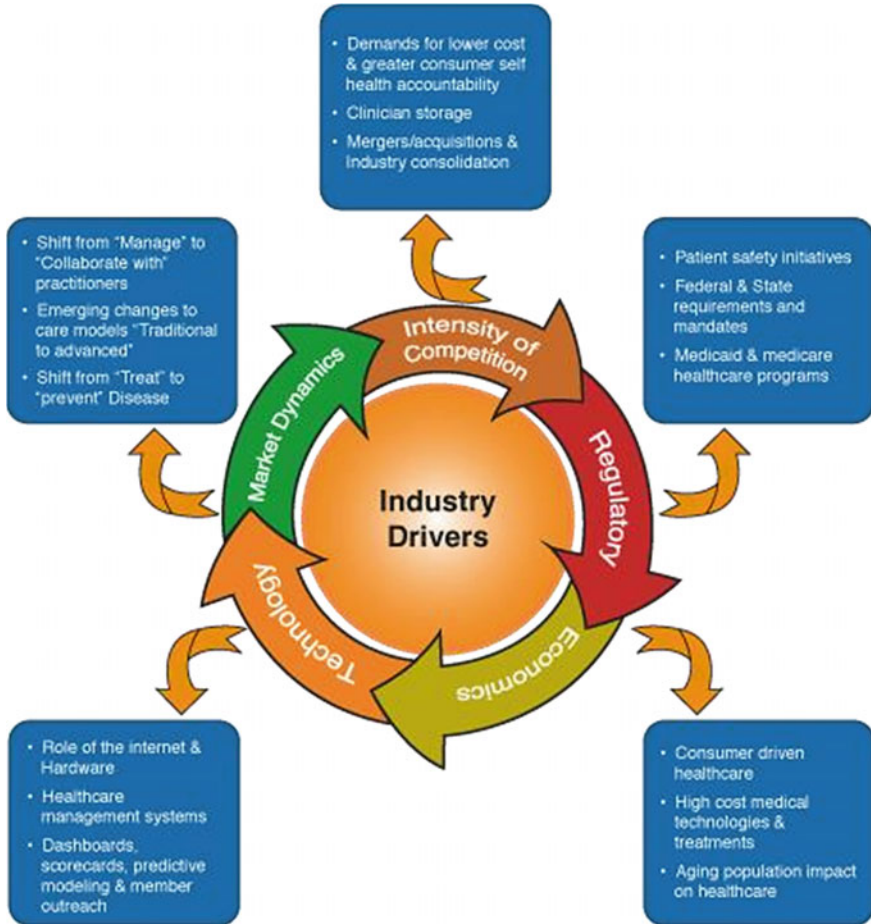 • Demands for lower cost
& greater consumer self
health accountability
• Clinician storage
• Mergers/acquisitions &
Industry consolidation
• Shift from "Manage" to
"Collaborate with"
practitioners
• Emerging changes to
care models "Traditional
to advanced"
• Shift from "Treat" to
"prevent" Disease
• Patient safety initiatives
• Federal & State
requirements and
mandates
• Medicaid & medicare
healthcare programs
Intensity of
Competition
Market Dynamics
Regulatory
Industry
Drivers
Technology
Economics
• Role of the internet &
Hardware
• Healthcare
management systems
• Dashboards,
scorecards, predictive
modeling & member
outreach
• Consumer driven
healthcare
• High cost medical
technologies &
treatments
• Aging population impact
on healthcare